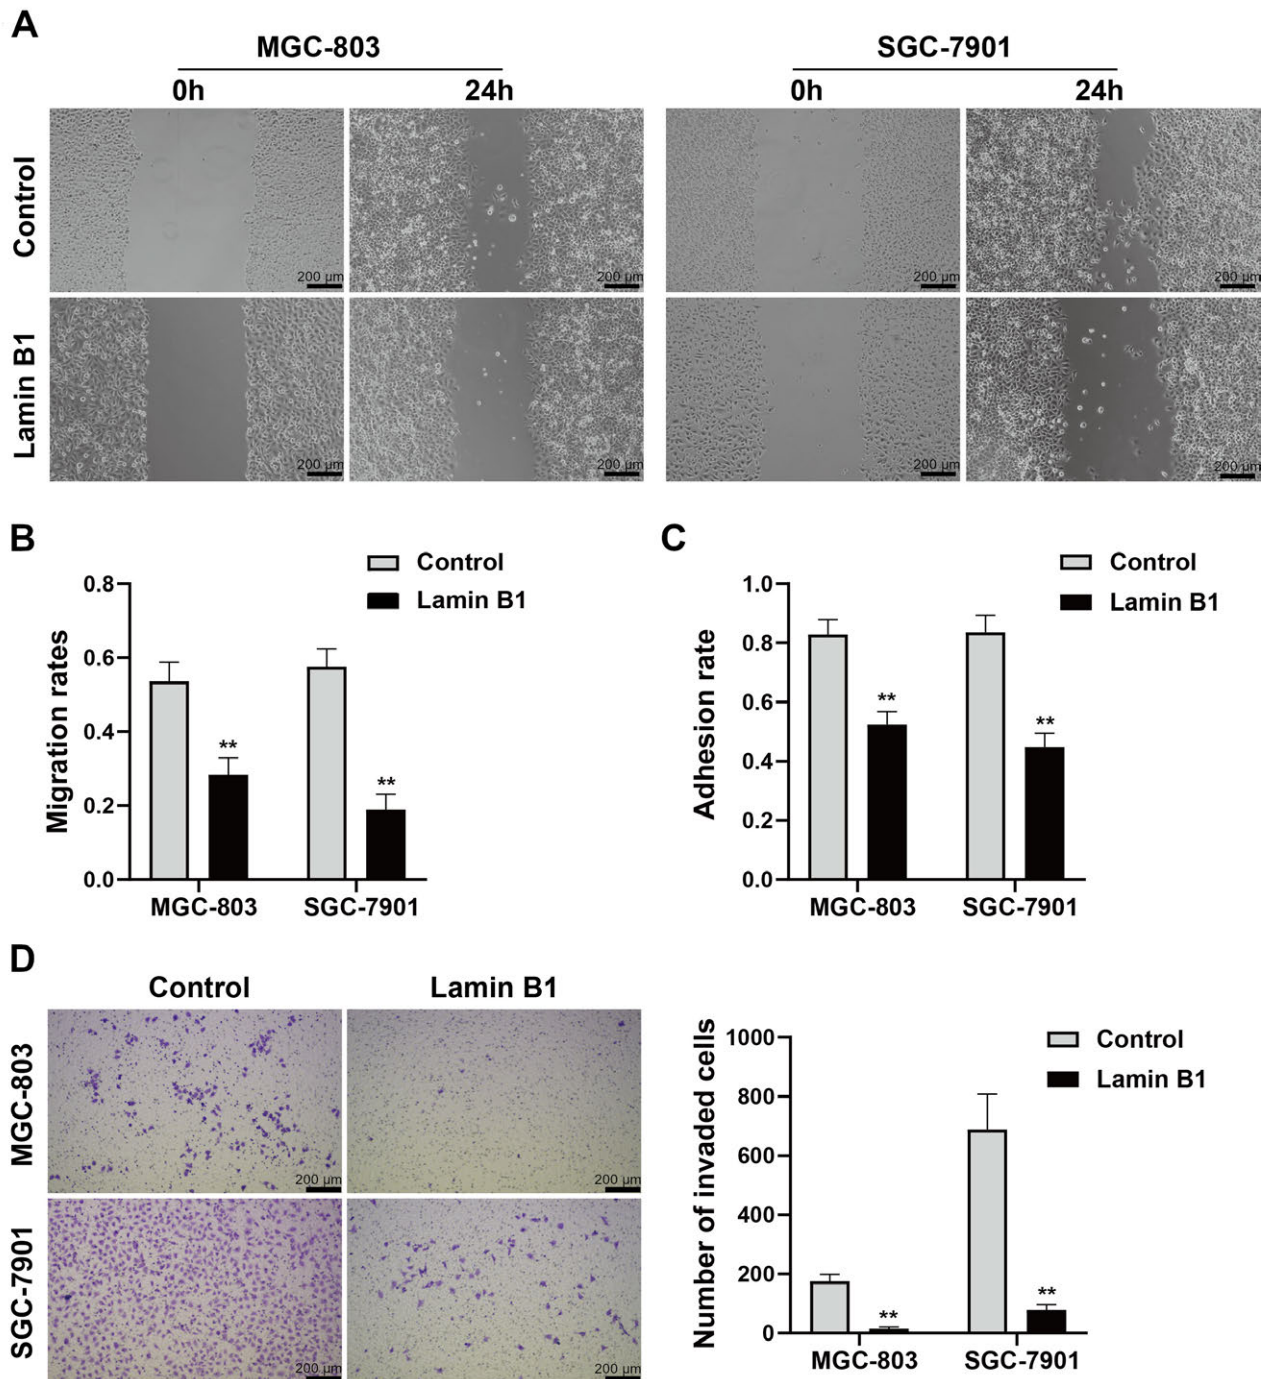 A
MGC-803
SGC-7901
0h
24h
0h
24h
Control
200 µm
200 µm
200 µm
200 µm
Lamin B1
200 µm
200 µm
200 µm
200 µm
B
Control
Lamin B1
Migration rates
0.8
0.6
0.4
0.2
0.0
**
**
MGC-803
SGC-7901
C
Control
Lamin B1
Adhesion rate
1.0
0.8
0.6
0.4
0.2
0.0
**
**
MGC-803
SGC-7901
D
Control
Lamin B1
MGC-803
200 µm
200 µm
SGC-7901
200 µm
200 µm
Control
Lamin B1
Number of invaded cells
1000
800
600
400
200
0
**
**
MGC-803
SGC-7901